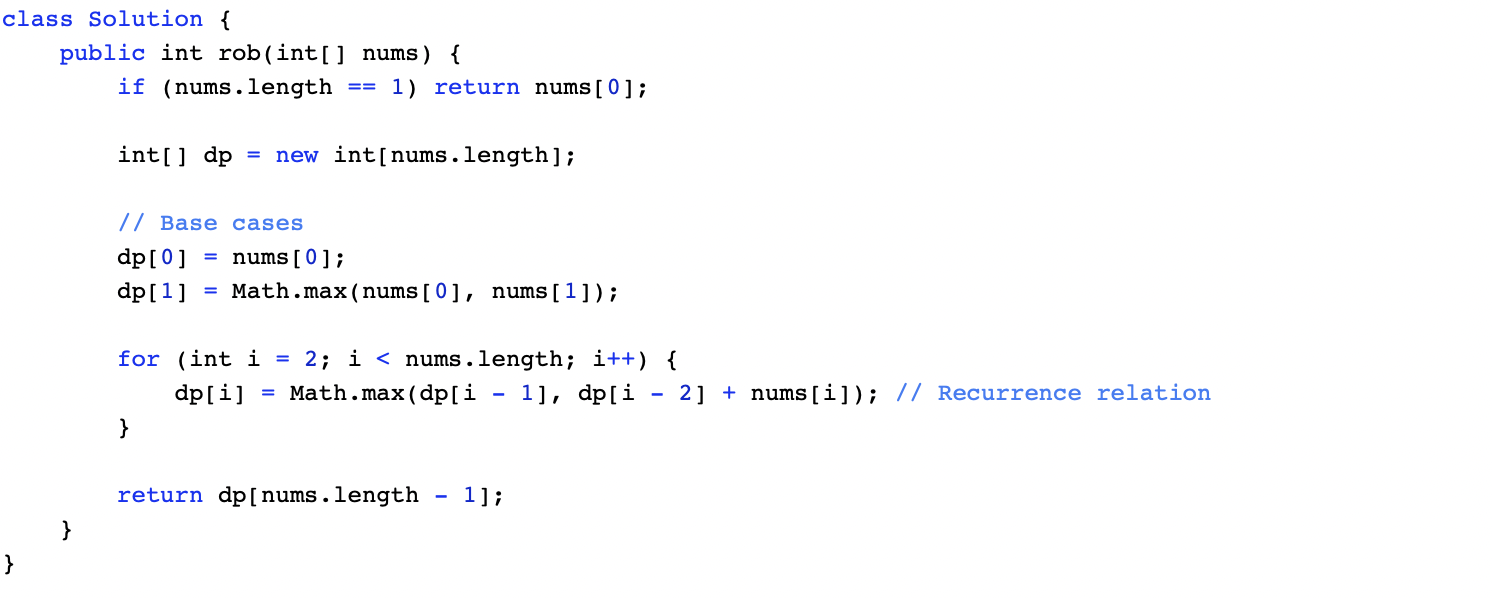 class Solution {
    public int rob(int[] nums) {
        if (nums.length == 1) return nums[0];

        int[] dp = new int[nums.length];

        // Base cases
        dp[0] = nums[0];
        dp[1] = Math.max(nums[0], nums[1]);

        for (int i = 2; i < nums.length; i++) {
            dp[i] = Math.max(dp[i - 1], dp[i - 2] + nums[i]); // Recurrence relation
        }

        return dp[nums.length - 1];
    }
}